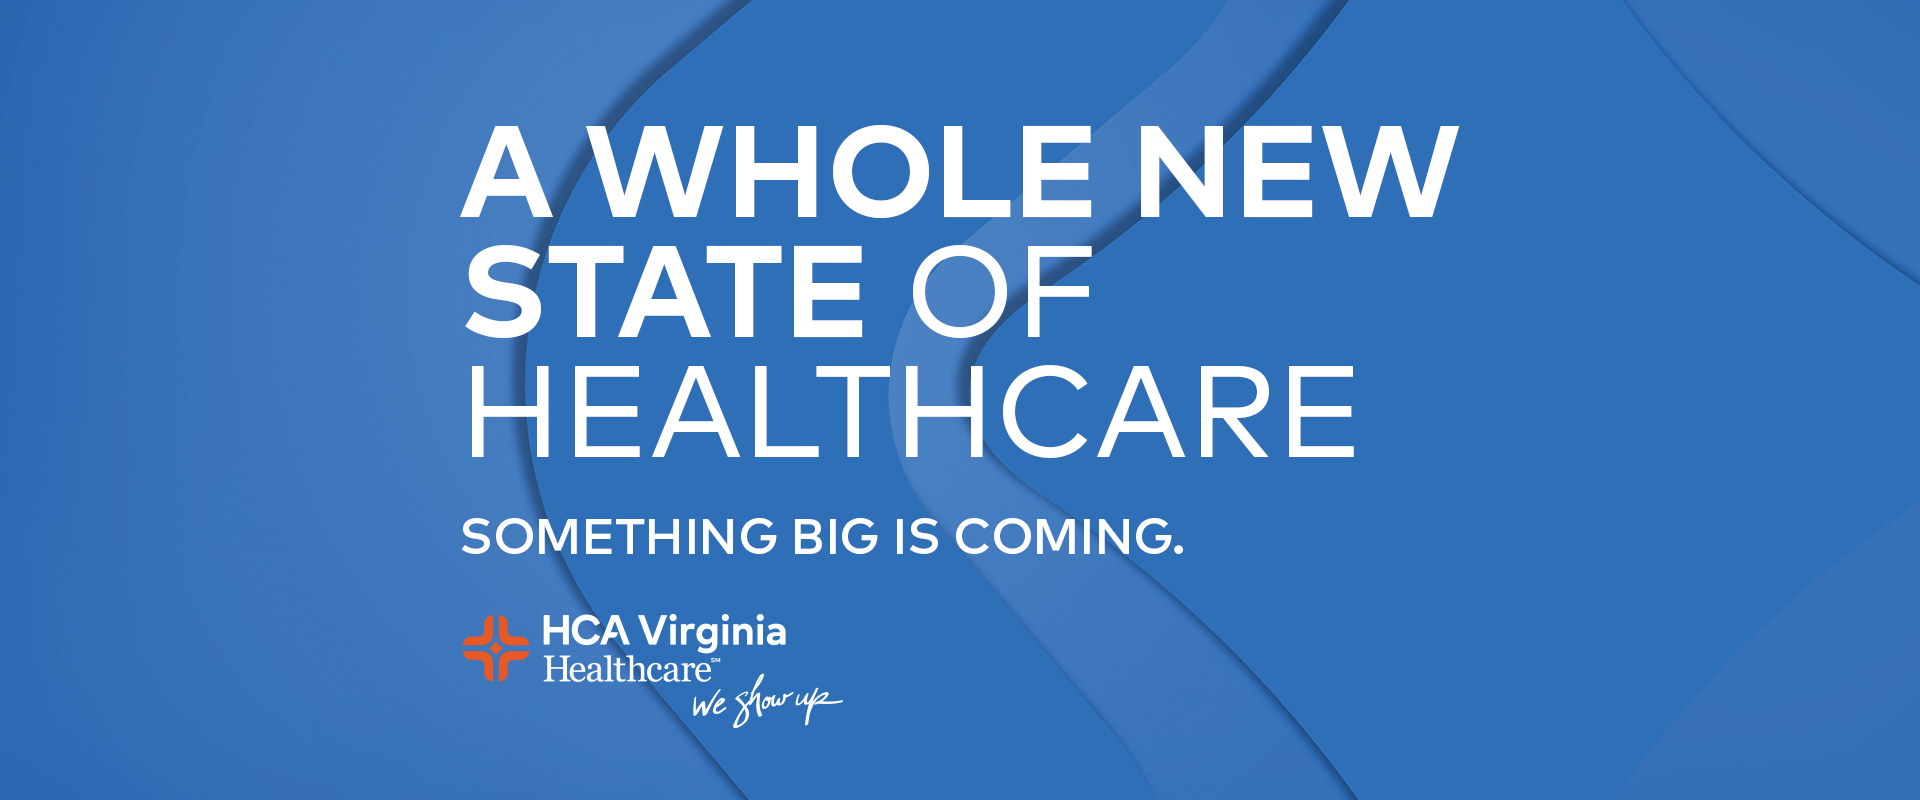 A WHOLE NEW
STATE OF
HEALTHCARE
SOMETHING BIG IS COMING.
HCA Virginia
Healthcare℠
we show up